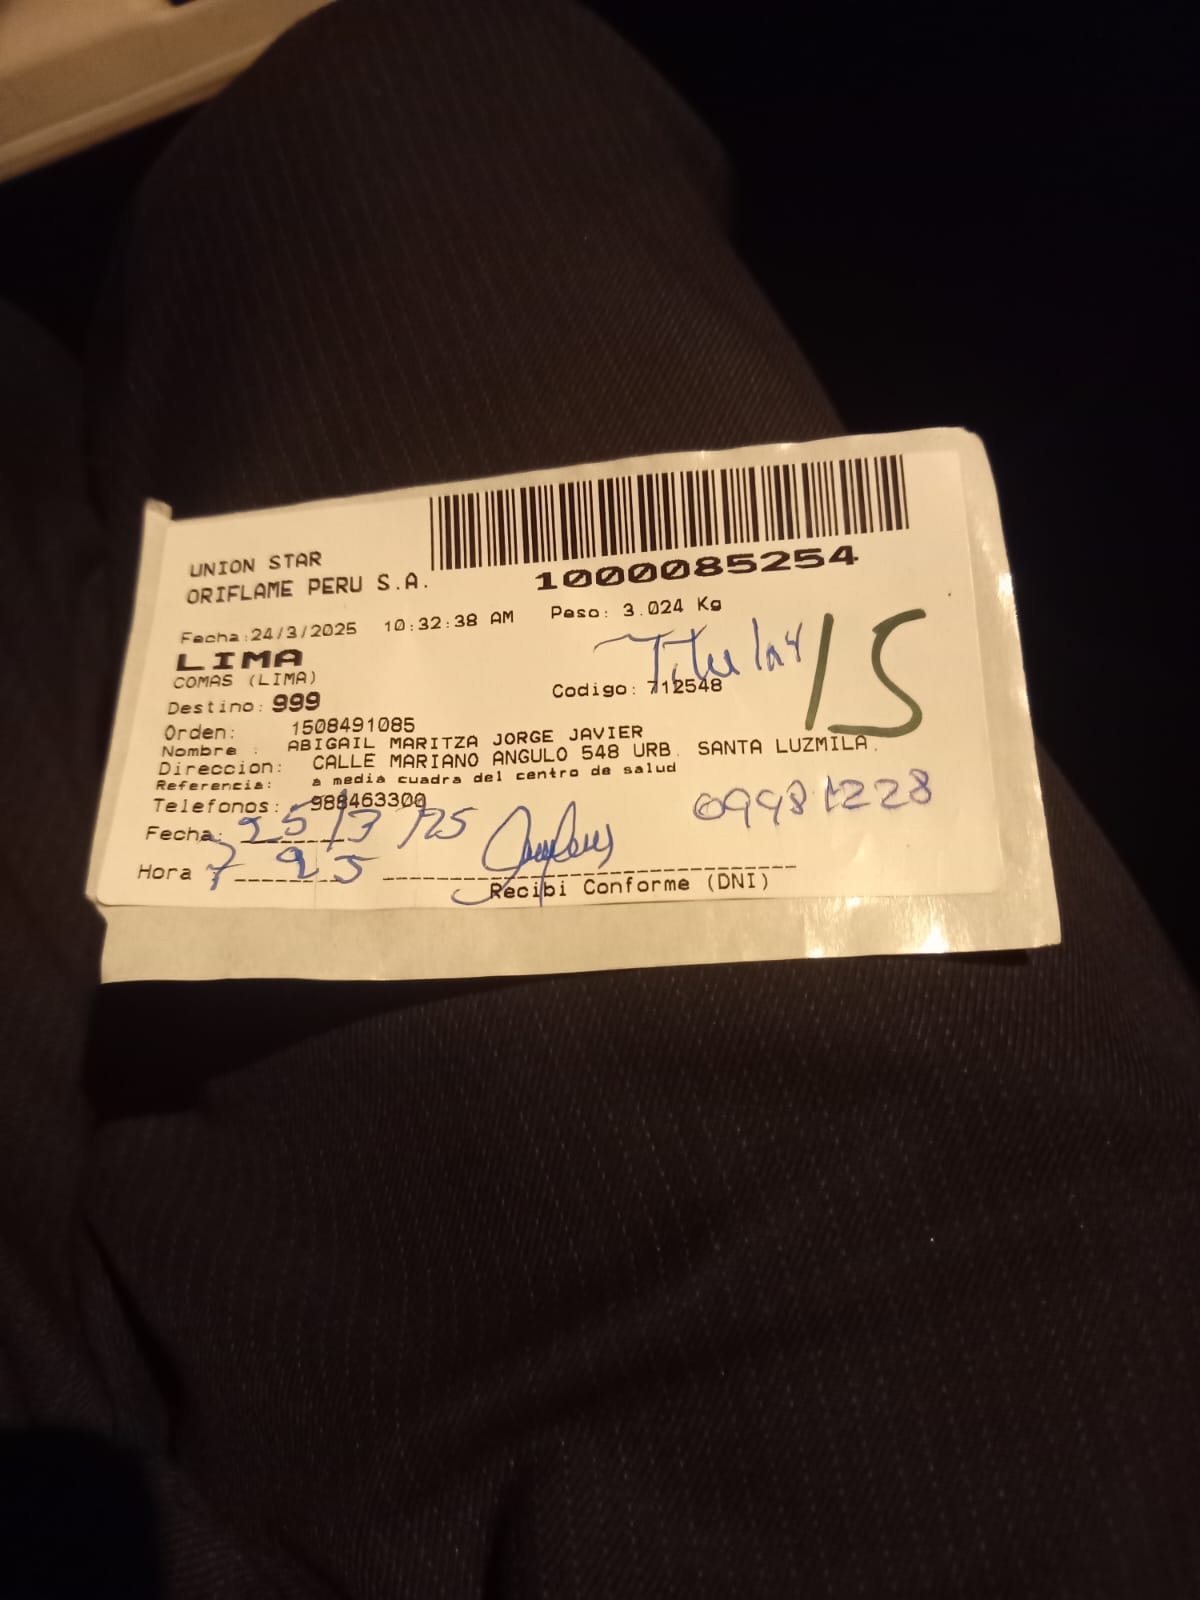 UNION STAR
ORIFLAME PERU S.A.
1000085254
Fecha:24/3/2025 10:32:38 AM Peso: 3.024 Kg
LIMA
COMAS (LIMA)
Titular
15
Destino: 999
Codigo: 712548
Orden: 1508491085
Nombre : ABIGAIL MARITZA JORGE JAVIER
Direccion: CALLE MARIANO ANGULO 548 URB. SANTA LUZMILA.
Referencia: a media cuadra del centro de salud
Telefonos: 988463300
09981228
Fecha: 25/3/25
Hora 7 25
Recibi Conforme (DNI)